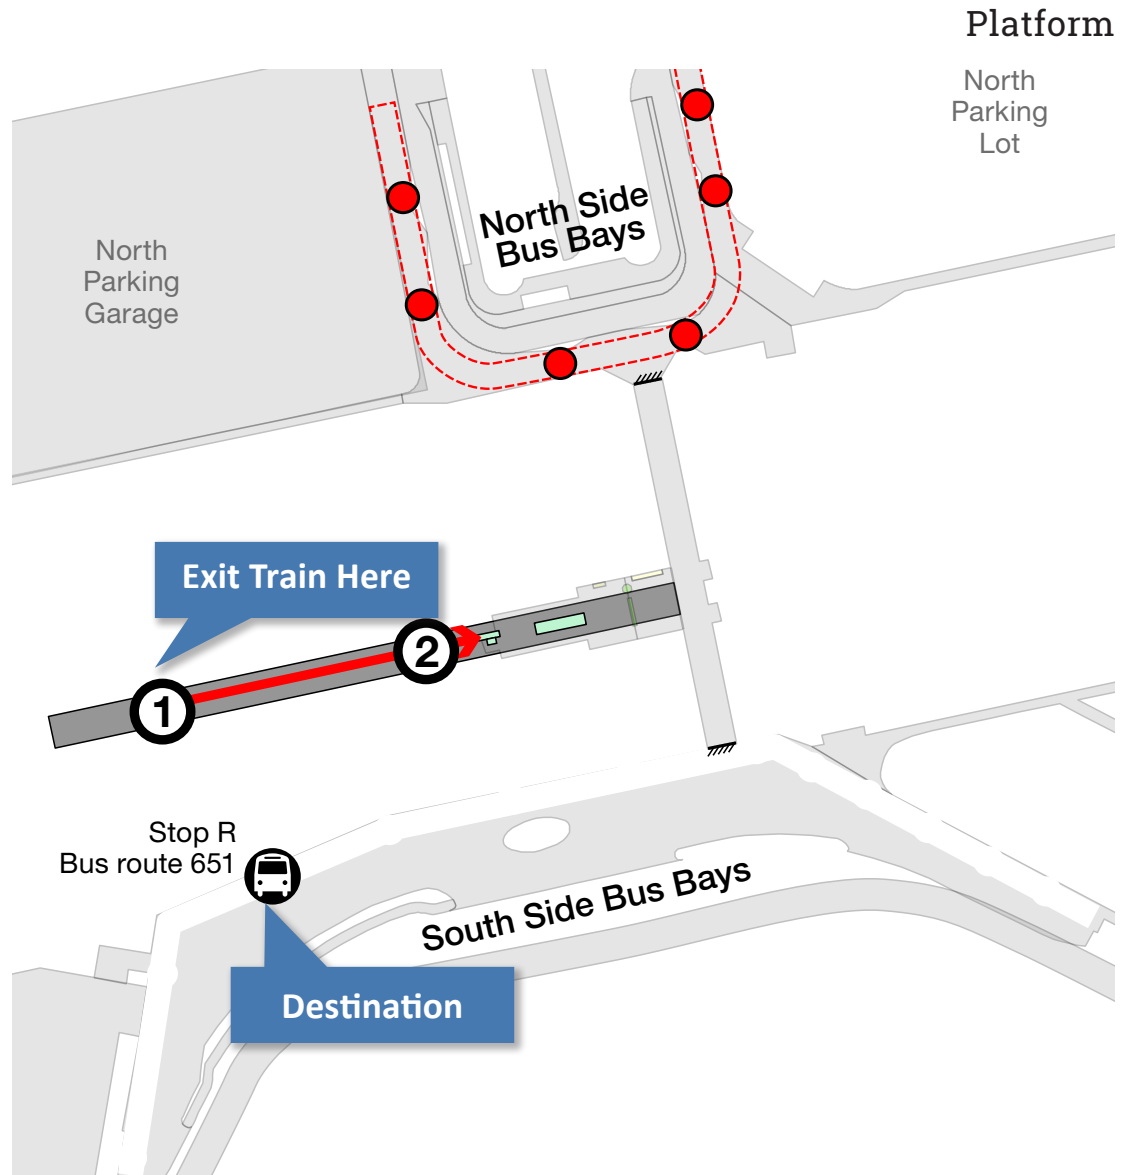 Platform
North
Parking
Lot
North Side
Bus Bays
North
Parking
Garage
Exit Train Here
2
1
Stop R
Bus route 651
South Side Bus Bays
Destination